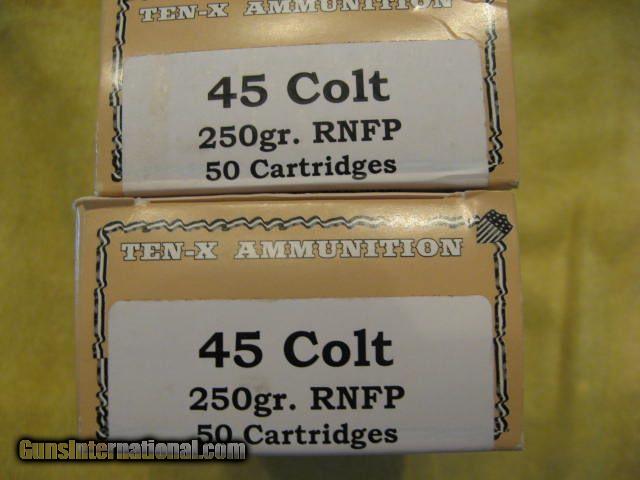 TEN-X AMMUNITION
45 Colt
250gr. RNFP
50 Cartridges
TEN-X AMMUNITION
45 Colt
250gr. RNFP
50 Cartridges
GunsInternational.com